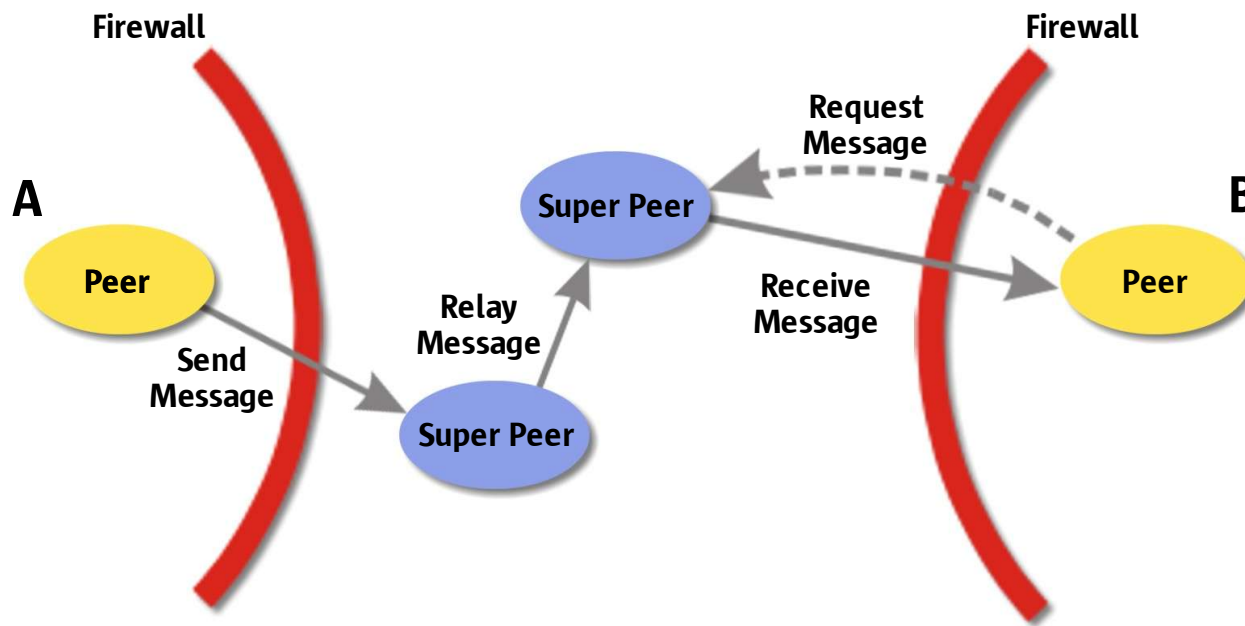 Firewall
Firewall
Request
Message
A
Super Peer
B
Peer
Peer
Receive
Message
Relay
Message
Send
Message
Super Peer